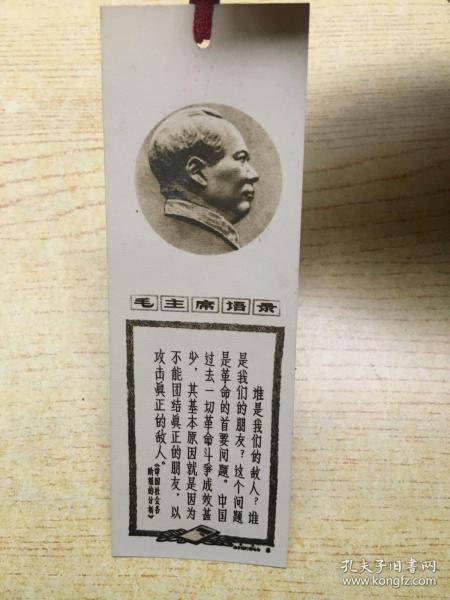 毛主席语录
谁是我们的敌人?谁
是我们的朋友?这个问题
是革命的首要问题。中国
过去一切革命斗争成效甚
少,其基本原因就是因为
不能团结真正的朋友,以
攻击真正的敌人。
《中国社会各
阶级的分析》
孔夫子旧书网
www.kongfz.com